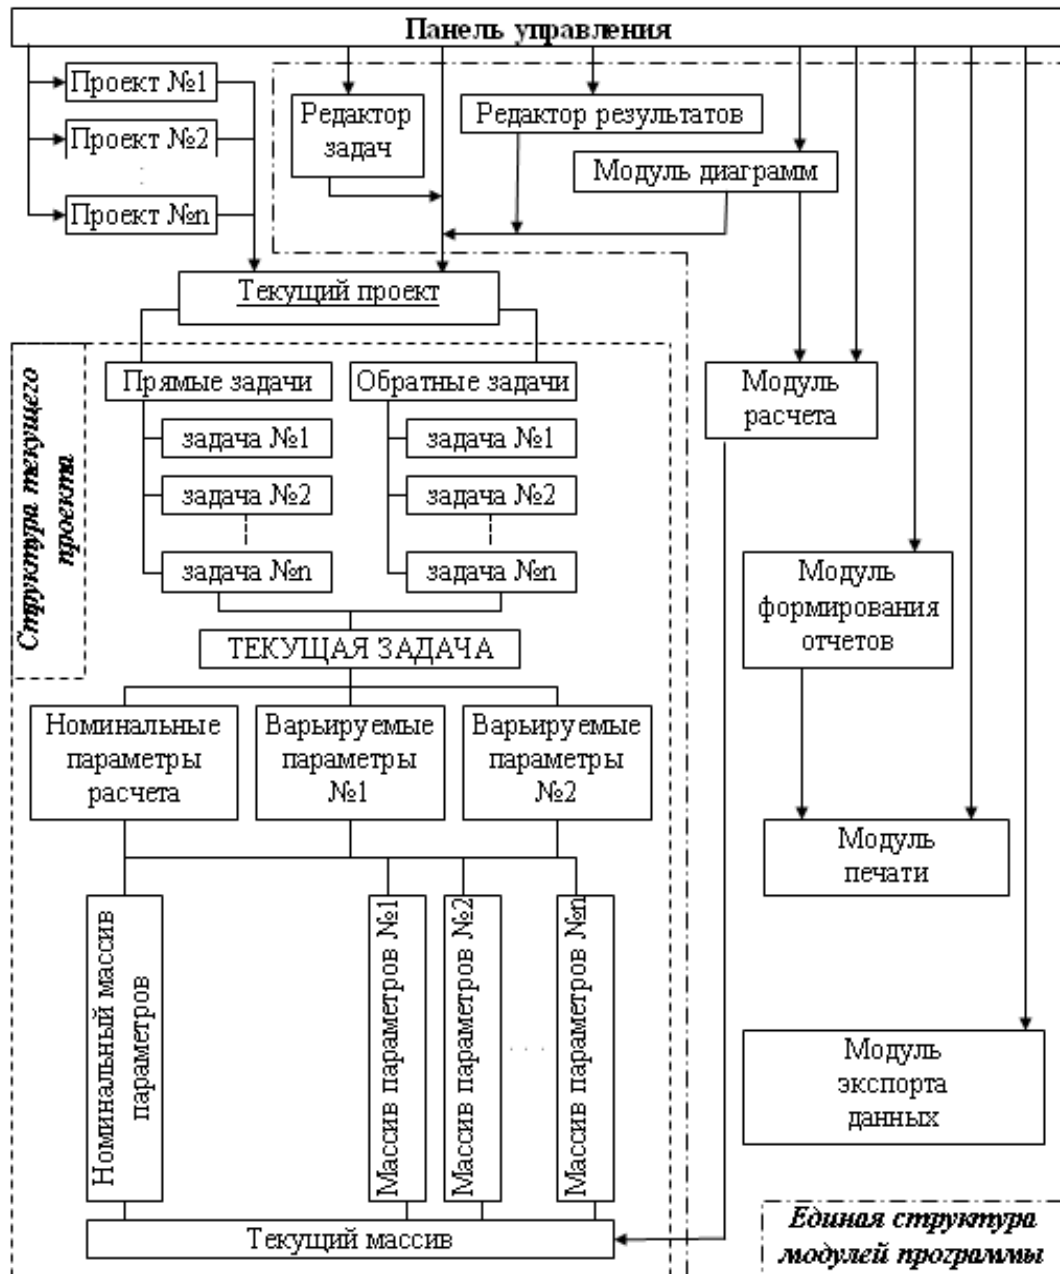 Панель управления
Проект №1
Проект №2
Проект №n
Редактор
задач
Редактор результатов
Модуль диаграмм
Текущий проект
Структура текущего
проекта
Прямые задачи
задача №1
задача №2
задача №n
Обратные задачи
задача №1
задача №2
задача №n
Модуль
расчета
ТЕКУЩАЯ ЗАДАЧА
Модуль
формирования
отчетов
Номинальные
параметры
расчета
Варьируемые
параметры
№1
Варьируемые
параметры
№2
Модуль
печати
Номинальный массив
параметров
Массив параметров №1
Массив параметров №2
Массив параметров №n
Модуль
экспорта
данных
Текущий массив
Единая структура
модулей программы